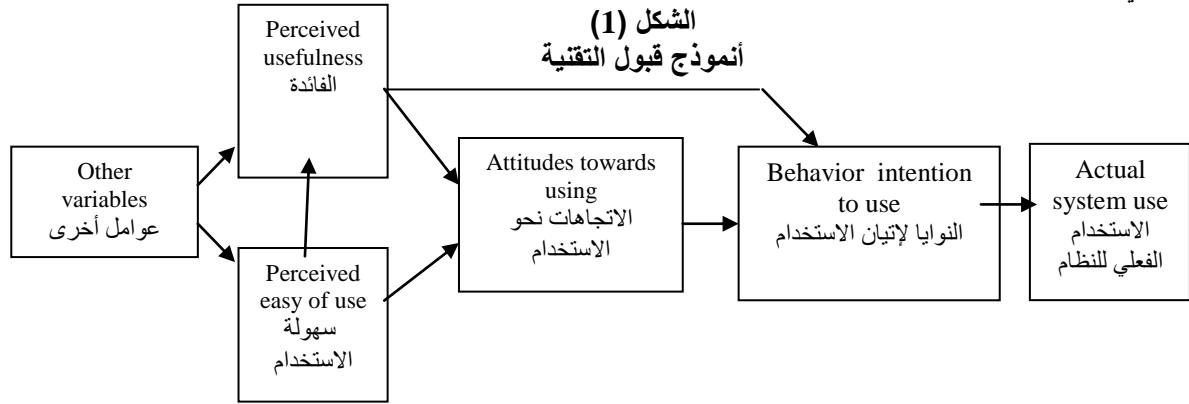 الشكل (1)
أنموذج قبول التقنية
Perceived
usefulness
الفائدة
Other
variables
عوامل أخرى
Perceived
easy of use
سهولة
الاستخدام
Attitudes towards
using
الاتجاهات نحو
الاستخدام
Behavior intention
to use
النوايا لإتيان الاستخدام
Actual
system use
الاستخدام
الفعلي للنظام